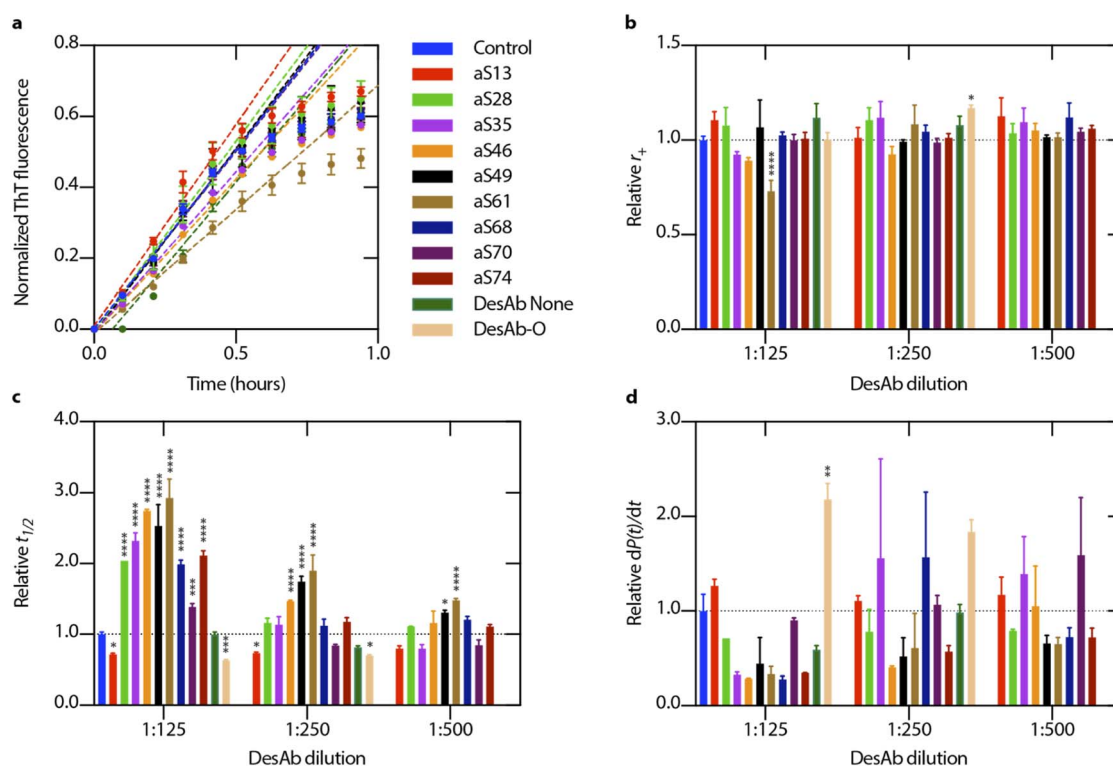 a
0.8
0.6
0.4
0.2
0.0
Normalized ThT fluorescence
0.0
0.5
1.0
Time (hours)
Control
aS13
aS28
aS35
aS46
aS49
aS61
aS68
aS70
aS74
DesAb None
DesAb-O
b
1.5
1.0
0.5
0.0
Relative r+
****
*
1:125
1:250
1:500
DesAb dilution
c
4.0
3.0
2.0
1.0
0.0
Relative t1/2
*
****
****
****
****
****
****
***
****
***
*
****
****
****
*
*
****
1:125
1:250
1:500
DesAb dilution
d
3.0
2.0
1.0
0.0
Relative dP(t)/dt
**
1:125
1:250
1:500
DesAb dilution